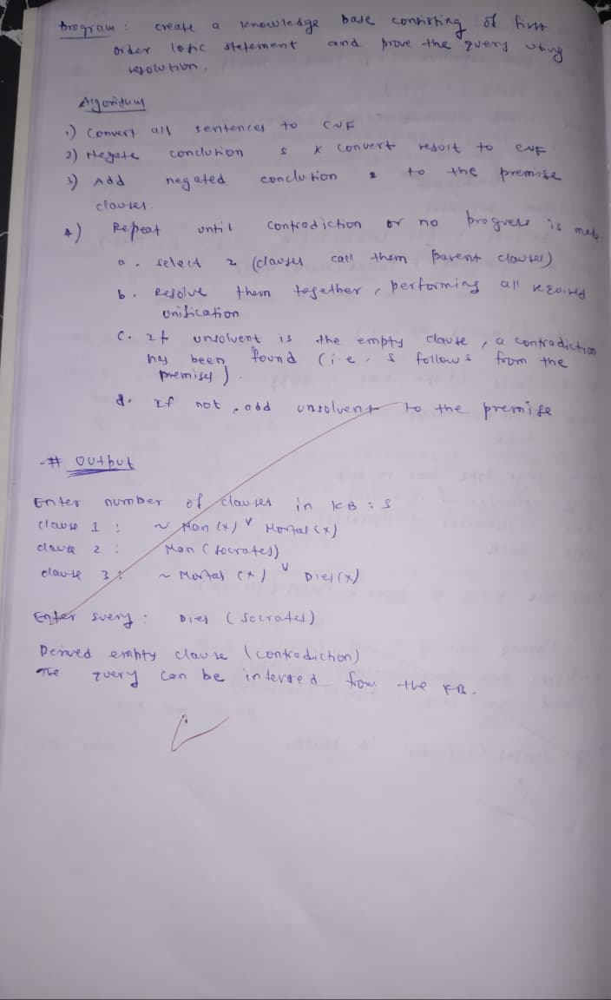 Program : create a knowledge base consisting of first
order logic statement and prove the query using
resolution.
Algorithm
1) Convert all sentences to CNF
2) Negate conclution S & convert result to CNF
3) Add negated conclution s to the premise
clauses.
4) Repeat until contradiction or no progress is made
a. select 2 (clauses call them parent clauses)
b. Resolve them together, performing all required
unification
C. If unsolvent is the empty clause, a contradiction
has been found (i.e, S follows from the
premises).
d. If not, add unsolvent to the premise
-# Output
Enter number of clauses in KB : 3
clause 1 : ~ Man (x) v Mortal (x)
clause 2 : Man (Socrates)
clause 3 : ~ Mortal (x) v Dies (x)
Enter query : Dies (Socrates)
Derived empty clause (contradiction)
The query can be inferred from the KB.